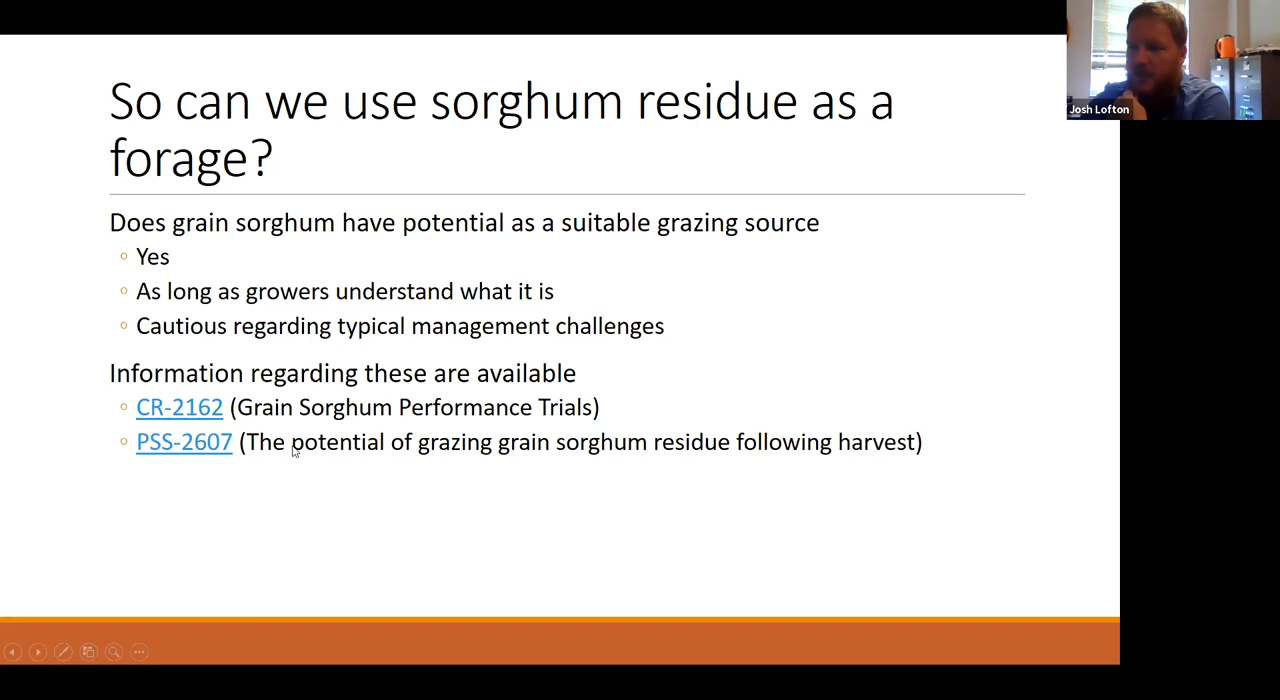 So can we use sorghum residue as a
forage?
Does grain sorghum have potential as a suitable grazing source
Yes
As long as growers understand what it is
Cautious regarding typical management challenges
Information regarding these are available
CR-2162 (Grain Sorghum Performance Trials)
PSS-2607 (The potential of grazing grain sorghum residue following harvest)
Josh Lofton